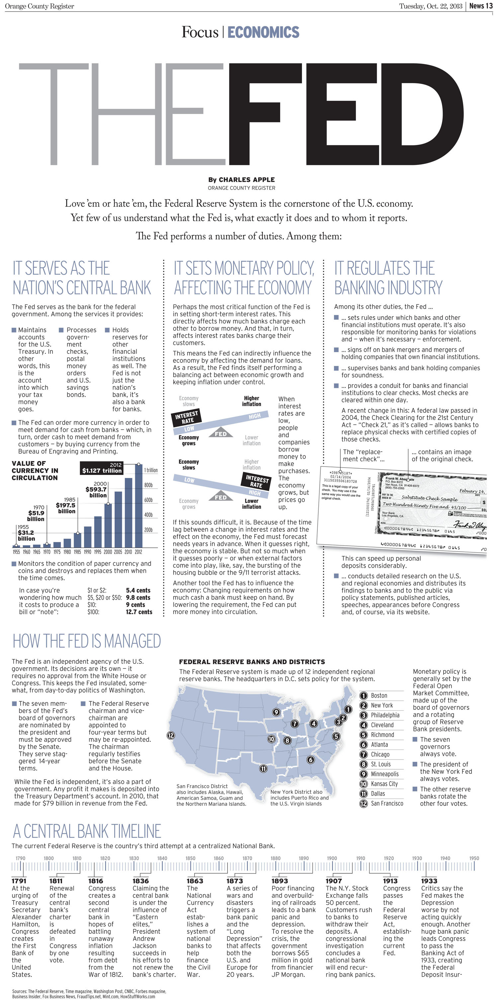 Orange County Register
Tuesday, Oct. 22, 2013 | News 13
1
Focus | ECONOMICS
THE FED
By CHARLES APPLE
ORANGE COUNTY REGISTER
Love ’em or hate ’em, the Federal Reserve System is the cornerstone of the U.S. economy.
Yet few of us understand what the Fed is, what exactly it does and to whom it reports.
The Fed performs a number of duties. Among them:
IT SERVES AS THE
NATION’S CENTRAL BANK
The Fed serves as the bank for the federal
government. Among the services it provides:
Maintains
accounts
for the U.S.
Treasury. In
other
words, this
is the
account
into which
your tax
money
goes.
Processes
govern-
ment
checks,
postal
money
orders
and U.S.
savings
bonds.
Holds
reserves for
other
financial
institutions
as well. The
Fed is not
just the
nation’s
bank, it’s
also a bank
for banks.
The Fed can order more currency in order to
meet demand for cash from banks – which, in
turn, order cash to meet demand from
customers – by buying currency from the
Bureau of Engraving and Printing.
VALUE OF
CURRENCY IN
CIRCULATION
2012
$1.127 trillion
2000
$593.7
billion
1985
$197.5
billion
1970
$51.9
billion
1955
$31.2
billion
1 trillion
800b
600b
400b
200b
1955 1960 1965 1970 1975 1980 1985 1990 1995 2000 2005 2010 2012
Monitors the condition of paper currency and
coins and destroys and replaces them when
the time comes.
In case you’re
wondering how much
it costs to produce a
bill or “note”:
$1 or $2: 5.4 cents
$5, $20 or $50: 9.8 cents
$10: 9 cents
$100: 12.7 cents
IT SETS MONETARY POLICY,
AFFECTING THE ECONOMY
Perhaps the most critical function of the Fed is
in setting short-term interest rates. This
directly affects how much banks charge each
other to borrow money. And that, in turn,
affects interest rates banks charge their
customers.
This means the Fed can indirectly influence the
economy by affecting the demand for loans.
As a result, the Fed finds itself performing a
balancing act between economic growth and
keeping inflation under control.
Economy
slows
Higher
inflation
INTEREST
RATE
HIGH
LOW
FED
Economy
grows
Lower
inflation
Economy
slows
Higher
inflation
LOW
INTEREST
RATE
HIGH
FED
Economy
grows
Lower
inflation
When
interest
rates are
low,
people
and
companies
borrow
money to
make
purchases.
The
economy
grows, but
prices go
up.
If this sounds difficult, it is. Because of the time
lag between a change in interest rates and the
effect on the economy, the Fed must forecast
needs years in advance. When it guesses right,
the economy is stable. But not so much when
it guesses poorly – or when external factors
come into play, like, say, the bursting of the
housing bubble or the 9/11 terrorist attacks.
Another tool the Fed has to influence the
economy: Changing requirements on how
much cash a bank must keep on hand. By
lowering the requirement, the Fed can put
more money into circulation.
IT REGULATES THE
BANKING INDUSTRY
Among its other duties, the Fed ...
... sets rules under which banks and other
financial institutions must operate. It’s also
responsible for monitoring banks for violations
and – when it’s necessary – enforcement.
... signs off on bank mergers and mergers of
holding companies that own financial institutions.
... supervises banks and bank holding companies
for soundness.
... provides a conduit for banks and financial
institutions to clear checks. Most checks are
cleared within one day.
A recent change in this: A federal law passed in
2004, the Check Clearing for the 21st Century
Act – “Check 21,” as it’s called – allows banks to
replace physical checks with certified copies of
those checks.
The “replace-
ment check”...
... contains an image
of the original check.
02/14/2004
3115035506183728
This is a legal copy of your
check. You may use it the
same way you would use the
original check.
[121000374] 02/14/2004
090804712809781
P.O. Box 8372
Van Nuys, CA 91409-8372
(800) 755-2265
Febuary 14,
DATE
PAY TO THE
ORDER OF
Substitute Check Sample
$
Two Hundred Ninety Five and 45/100
Your Bank
Los Angelels, CA
WARNING!
MEMO
This can speed up personal
deposits considerably.
... conducts detailed research on the U.S.
and regional economies and distributes its
findings to banks and to the public via
policy statements, published articles,
speeches, appearances before Congress
and, of course, via its website.
HOW THE FED IS MANAGED
The Fed is an independent agency of the U.S.
government. Its decisions are its own – it
requires no approval from the White House or
Congress. This keeps the Fed insulated, some-
what, from day-to-day politics of Washington.
The seven mem-
bers of the Fed’s
board of governors
are nominated by
the president and
must be approved
by the Senate.
They serve stag-
gered 14-year
terms.
The Federal Reserve
chairman and vice-
chairman are
appointed to
four-year terms but
may be re-appointed.
The chairman
regularly testifies
before the Senate
and the House.
While the Fed is independent, it’s also a part of
government. Any profit it makes is deposited into
the Treasury Department’s account. In 2010, that
made for $79 billion in revenue from the Fed.
FEDERAL RESERVE BANKS AND DISTRICTS
The Federal Reserve system is made up of 12 independent regional
reserve banks. The headquarters in D.C. sets policy for the system.
1
2
3
4
5
6
7
8
9
10
11
12
San Francisco District
also includes Alaska, Hawaii,
American Samoa, Guam and
the Northern Mariana Islands.
New York District also
includes Puerto Rico and
the U.S. Virgin Islands
1 Boston
2 New York
3 Philadelphia
4 Cleveland
5 Richmond
6 Atlanta
7 Chicago
8 St. Louis
9 Minneapolis
10 Kansas City
11 Dallas
12 San Francisco
Monetary policy is
generally set by the
Federal Open
Market Committee,
made up of the
board of governors
and a rotating
group of Reserve
Bank presidents.
The seven
governors
always vote.
The president of
the New York Fed
always votes.
The other reserve
banks rotate the
other four votes.
A CENTRAL BANK TIMELINE
The current Federal Reserve is the country’s third attempt at a centralized National Bank.
1790 1800 1810 1820 1830 1840 1850 1860 1870 1880 1890 1900 1910 1920 1930 1940 1950
1791
At the
urging of
Treasury
Secretary
Alexander
Hamilton,
Congress
creates
the First
Bank of
the
United
States.
1811
Renewal
of the
central
bank’s
charter
is
defeated
in
Congress
by one
vote.
1816
Congress
creates a
second
central
bank in
hopes of
battling
runaway
inflation
resulting
from debt
from the
War of 1812.
1836
Claiming the
central bank
is under the
influence of
“Eastern
elites,”
President
Andrew
Jackson
succeeds in
his efforts to
not renew the
bank’s charter.
1863
The
National
Currency
Act
estab-
lishes a
system of
national
banks to
help
finance
the Civil
War.
1873
A series of
wars and
disasters
triggers a
bank panic
and the
“Long
Depression”
that affects
both the
U.S. and
Europe for
20 years.
1893
Poor financing
and overbuild-
ing of railroads
leads to a bank
panic and
depression.
To resolve the
crisis, the
government
borrows $65
million in gold
from financier
JP Morgan.
1907
The N.Y. Stock
Exchange falls
50 percent.
Customers rush
to banks to
withdraw their
deposits. A
congressional
investigation
concludes a
national bank
will end recur-
ring bank panics.
1913
Congress
passes
the
Federal
Reserve
Act,
establish-
ing the
current
Fed.
1933
Critics say the
Fed makes the
Depression
worse by not
acting quickly
enough. Another
huge bank panic
leads Congress
to pass the
Banking Act of
1933, creating
the Federal
Deposit Insur-
Sources: The Federal Reserve, Time magazine, Washington Post, CNBC, Forbes magazine,
Business Insider, Fox Business News, FraudTips.net, Mint.com, HowStuffWorks.com